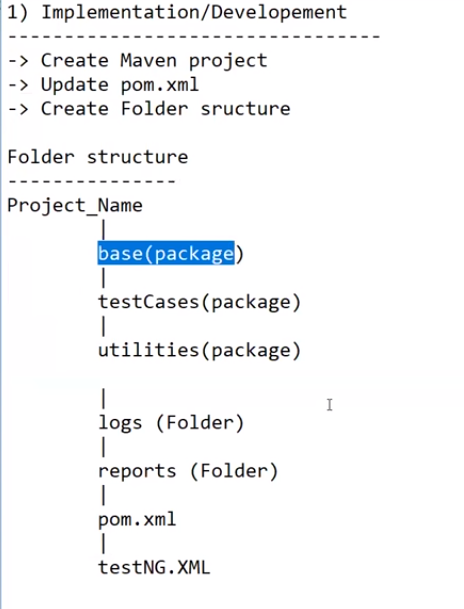 1) Implementation/Developement
---------------------------------
-> Create Maven project
-> Update pom.xml
-> Create Folder sructure
Folder structure
---------------
Project_Name
|
base(package)
|
testCases(package)
|
utilities(package)
|
logs (Folder)
|
reports (Folder)
|
pom.xml
|
testNG.XML